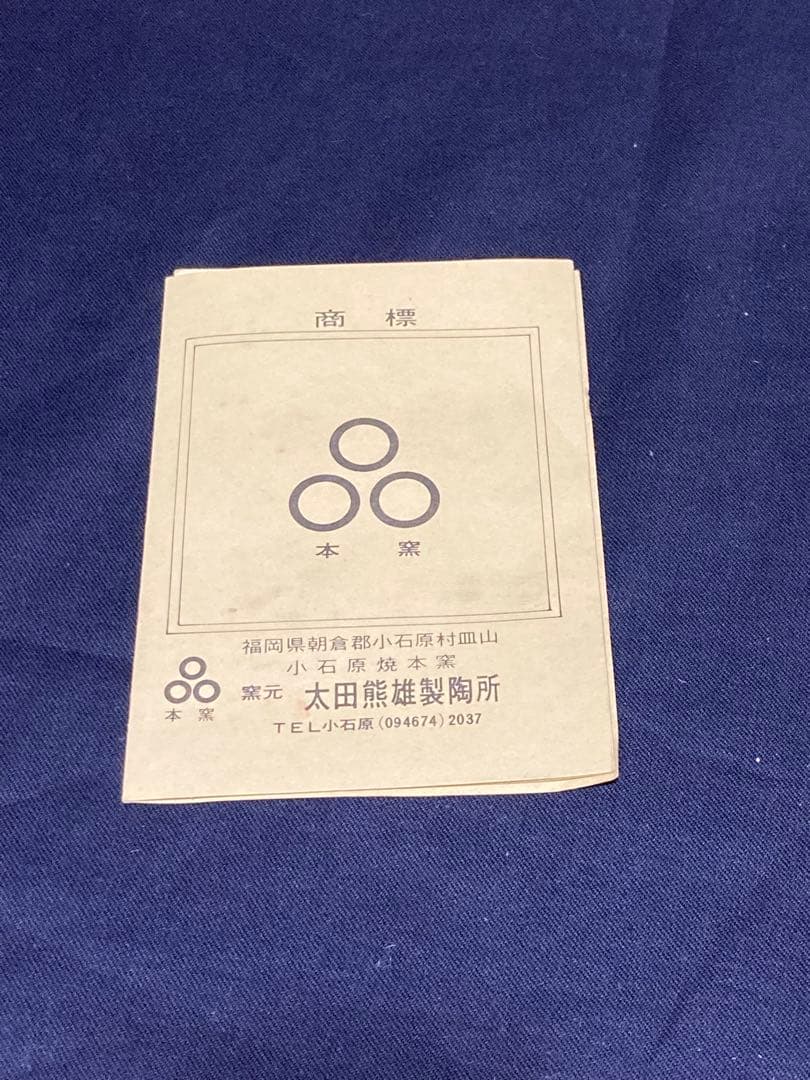 商標
本窯
福岡県朝倉郡小石原村皿山
小石原焼本窯
窯元 太田熊雄製陶所
本窯
TEL小石原(094674)2037